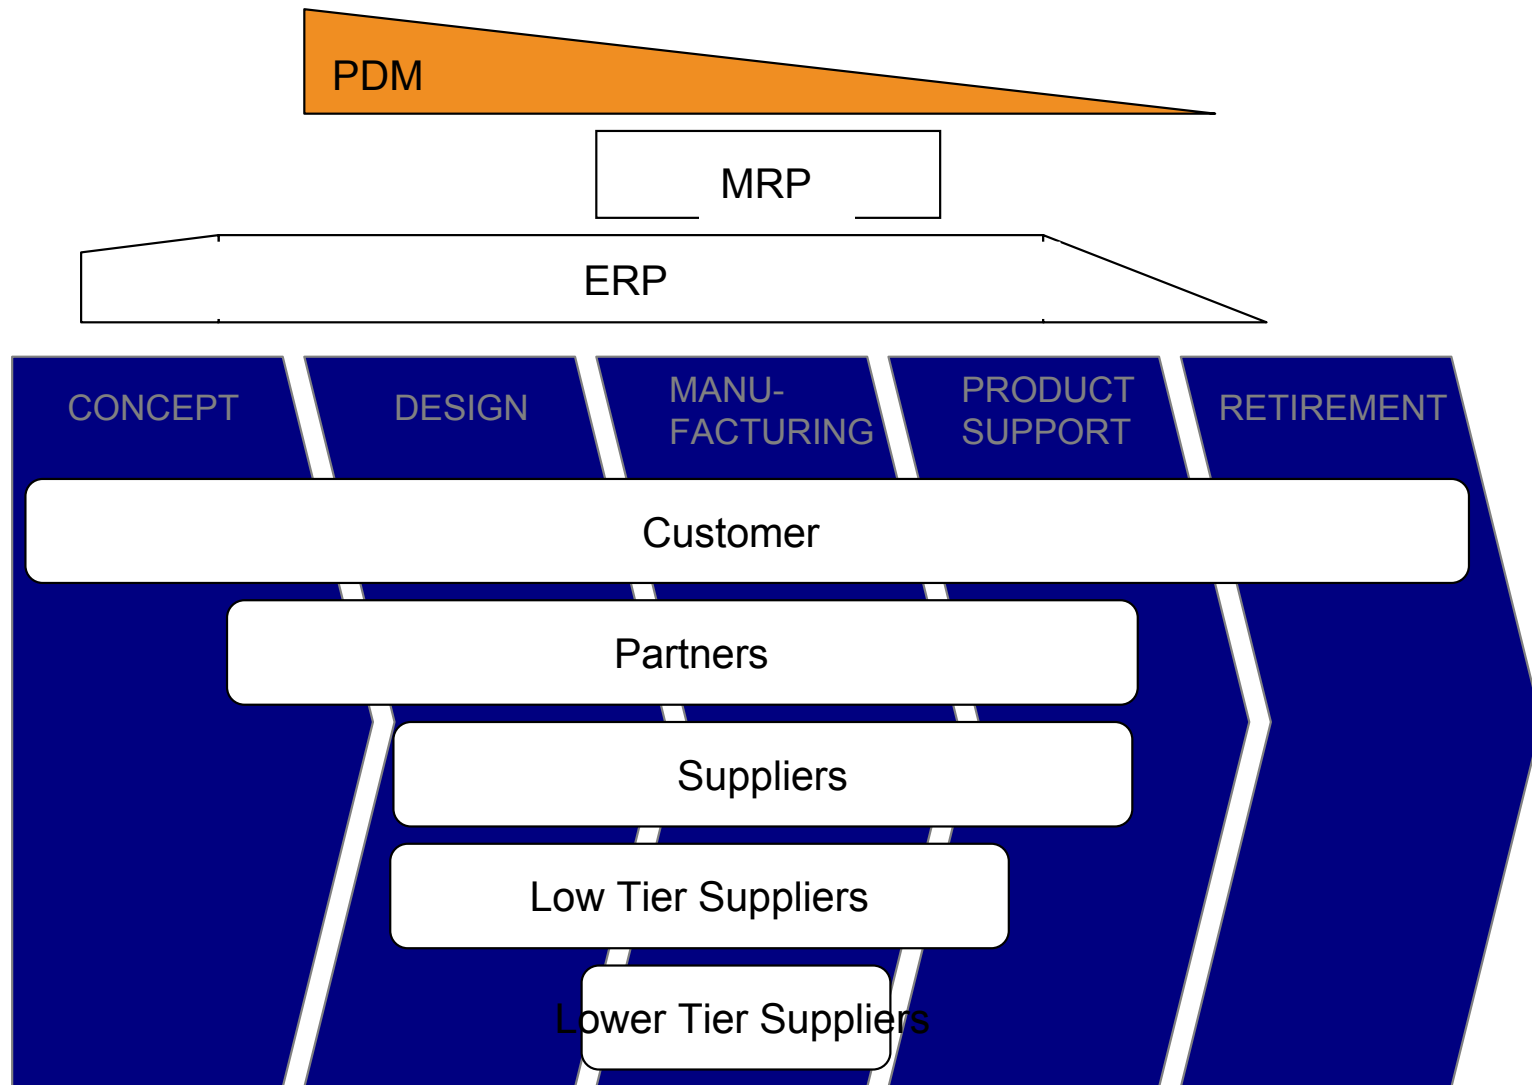 PDM
MRP
ERP
CONCEPT
DESIGN
MANU-
FACTURING
PRODUCT
SUPPORT
RETIREMENT
Customer
Partners
Suppliers
Low Tier Suppliers
Lower Tier Suppliers